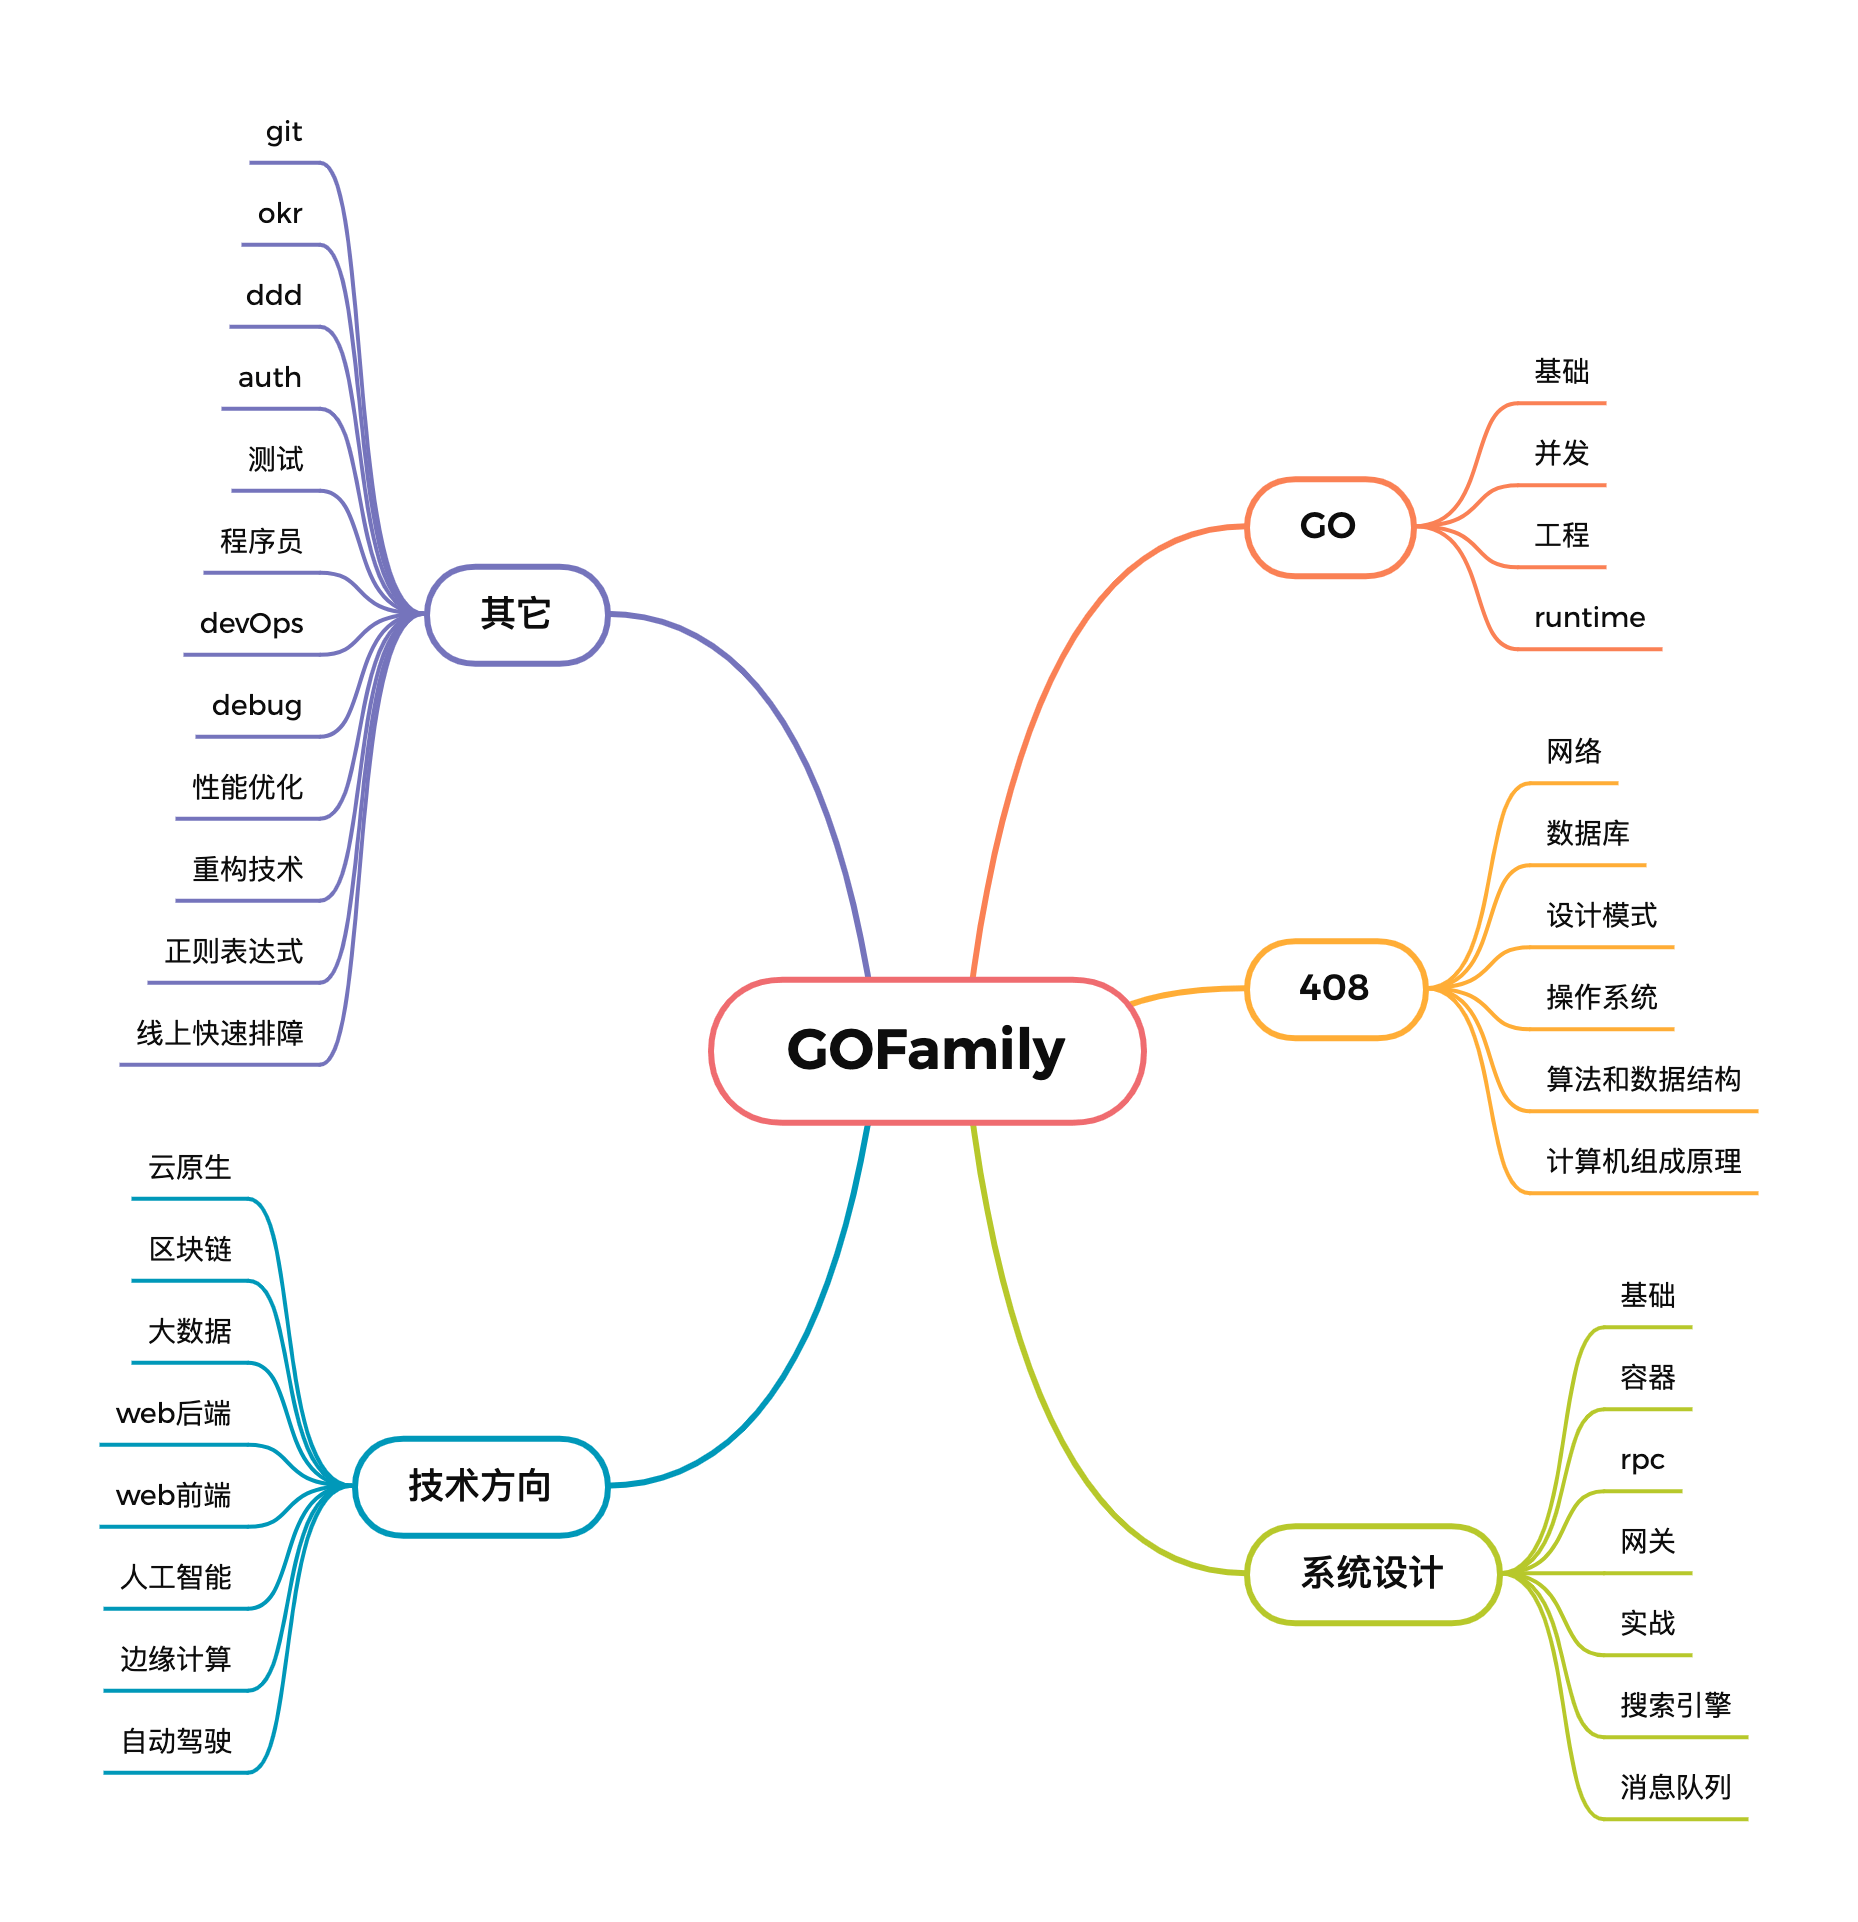 GOFamily
GO
基础
并发
工程
runtime
408
网络
数据库
设计模式
操作系统
算法和数据结构
计算机组成原理
系统设计
基础
容器
rpc
网关
实战
搜索引擎
消息队列
技术方向
云原生
区块链
大数据
web后端
web前端
人工智能
边缘计算
自动驾驶
其它
git
okr
ddd
auth
测试
程序员
devOps
debug
性能优化
重构技术
正则表达式
线上快速排障